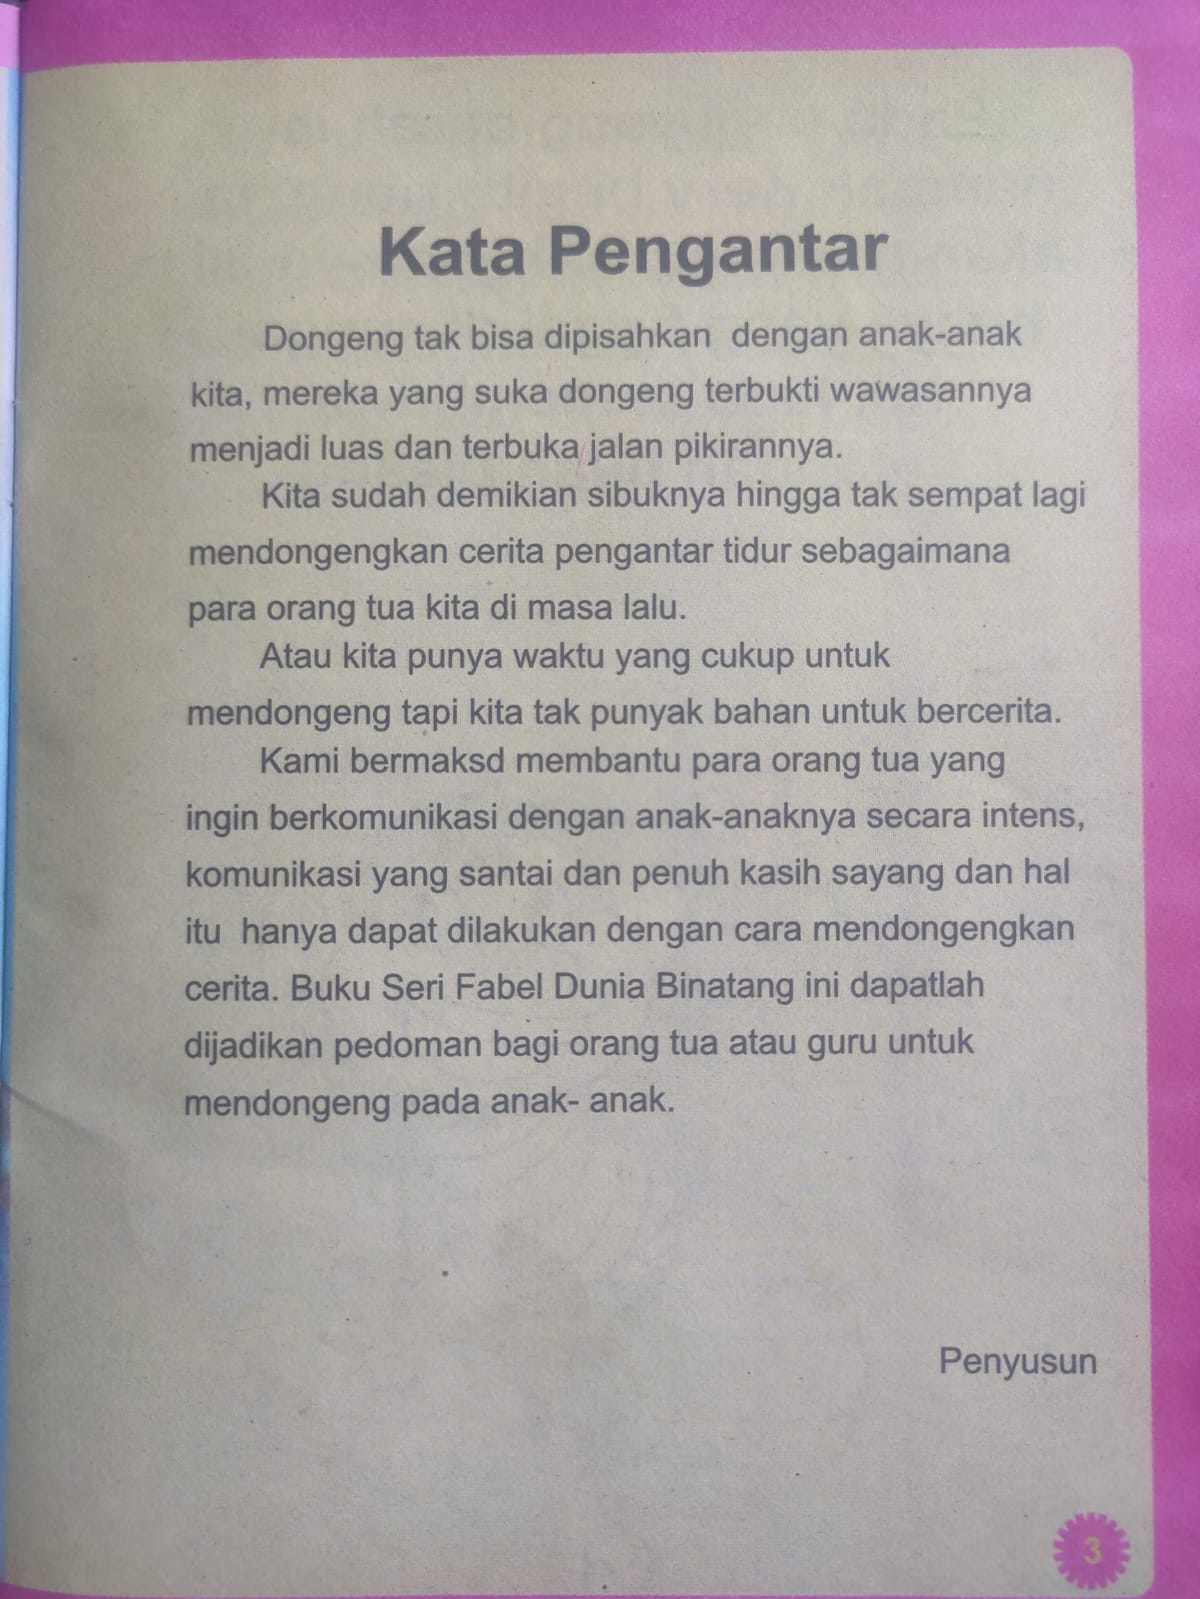 Kata Pengantar
Dongeng tak bisa dipisahkan dengan anak-anak
kita, mereka yang suka dongeng terbukti wawasannya
menjadi luas dan terbuka jalan pikirannya.
Kita sudah demikian sibuknya hingga tak sempat lagi
mendongengkan cerita pengantar tidur sebagaimana
para orang tua kita di masa lalu.
Atau kita punya waktu yang cukup untuk
mendongeng tapi kita tak punyak bahan untuk bercerita.
Kami bermaksd membantu para orang tua yang
ingin berkomunikasi dengan anak-anaknya secara intens,
komunikasi yang santai dan penuh kasih sayang dan hal
itu hanya dapat dilakukan dengan cara mendongengkan
cerita. Buku Seri Fabel Dunia Binatang ini dapatlah
dijadikan pedoman bagi orang tua atau guru untuk
mendongeng pada anak- anak.
Penyusun
3